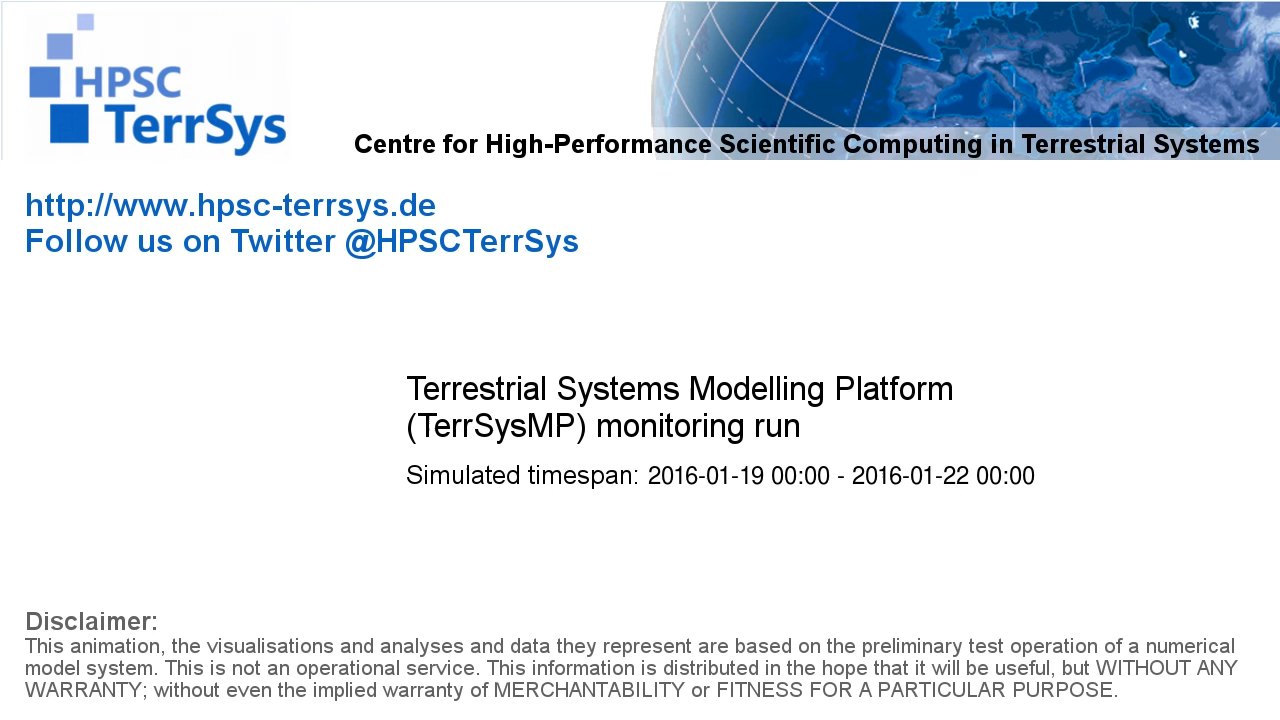 HPSC
TerrSys
Centre for High-Performance Scientific Computing in Terrestrial Systems
http://www.hpsc-terrsys.de
Follow us on Twitter @HPSCTerrSys
Terrestrial Systems Modelling Platform
(TerrSysMP) monitoring run
Simulated timespan: 2016-01-19 00:00 - 2016-01-22 00:00
Disclaimer:
This animation, the visualisations and analyses and data they represent are based on the preliminary test operation of a numerical
model system. This is not an operational service. This information is distributed in the hope that it will be useful, but WITHOUT ANY
WARRANTY; without even the implied warranty of MERCHANTABILITY or FITNESS FOR A PARTICULAR PURPOSE.